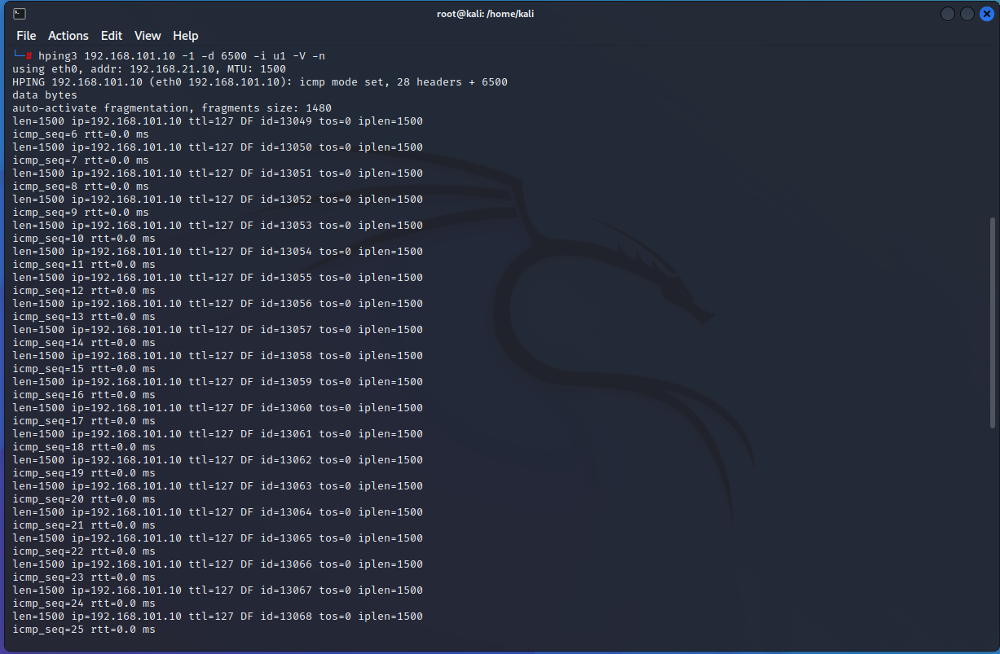 root@kali: /home/kali
File Actions Edit View Help
└─# hping3 192.168.101.10 -1 -d 6500 -i u1 -V -n
using eth0, addr: 192.168.21.10, MTU: 1500
HPING 192.168.101.10 (eth0 192.168.101.10): icmp mode set, 28 headers + 6500
data bytes
auto-activate fragmentation, fragments size: 1480
len=1500 ip=192.168.101.10 ttl=127 DF id=13049 tos=0 iplen=1500
icmp_seq=6 rtt=0.0 ms
len=1500 ip=192.168.101.10 ttl=127 DF id=13050 tos=0 iplen=1500
icmp_seq=7 rtt=0.0 ms
len=1500 ip=192.168.101.10 ttl=127 DF id=13051 tos=0 iplen=1500
icmp_seq=8 rtt=0.0 ms
len=1500 ip=192.168.101.10 ttl=127 DF id=13052 tos=0 iplen=1500
icmp_seq=9 rtt=0.0 ms
len=1500 ip=192.168.101.10 ttl=127 DF id=13053 tos=0 iplen=1500
icmp_seq=10 rtt=0.0 ms
len=1500 ip=192.168.101.10 ttl=127 DF id=13054 tos=0 iplen=1500
icmp_seq=11 rtt=0.0 ms
len=1500 ip=192.168.101.10 ttl=127 DF id=13055 tos=0 iplen=1500
icmp_seq=12 rtt=0.0 ms
len=1500 ip=192.168.101.10 ttl=127 DF id=13056 tos=0 iplen=1500
icmp_seq=13 rtt=0.0 ms
len=1500 ip=192.168.101.10 ttl=127 DF id=13057 tos=0 iplen=1500
icmp_seq=14 rtt=0.0 ms
len=1500 ip=192.168.101.10 ttl=127 DF id=13058 tos=0 iplen=1500
icmp_seq=15 rtt=0.0 ms
len=1500 ip=192.168.101.10 ttl=127 DF id=13059 tos=0 iplen=1500
icmp_seq=16 rtt=0.0 ms
len=1500 ip=192.168.101.10 ttl=127 DF id=13060 tos=0 iplen=1500
icmp_seq=17 rtt=0.0 ms
len=1500 ip=192.168.101.10 ttl=127 DF id=13061 tos=0 iplen=1500
icmp_seq=18 rtt=0.0 ms
len=1500 ip=192.168.101.10 ttl=127 DF id=13062 tos=0 iplen=1500
icmp_seq=19 rtt=0.0 ms
len=1500 ip=192.168.101.10 ttl=127 DF id=13063 tos=0 iplen=1500
icmp_seq=20 rtt=0.0 ms
len=1500 ip=192.168.101.10 ttl=127 DF id=13064 tos=0 iplen=1500
icmp_seq=21 rtt=0.0 ms
len=1500 ip=192.168.101.10 ttl=127 DF id=13065 tos=0 iplen=1500
icmp_seq=22 rtt=0.0 ms
len=1500 ip=192.168.101.10 ttl=127 DF id=13066 tos=0 iplen=1500
icmp_seq=23 rtt=0.0 ms
len=1500 ip=192.168.101.10 ttl=127 DF id=13067 tos=0 iplen=1500
icmp_seq=24 rtt=0.0 ms
len=1500 ip=192.168.101.10 ttl=127 DF id=13068 tos=0 iplen=1500
icmp_seq=25 rtt=0.0 ms